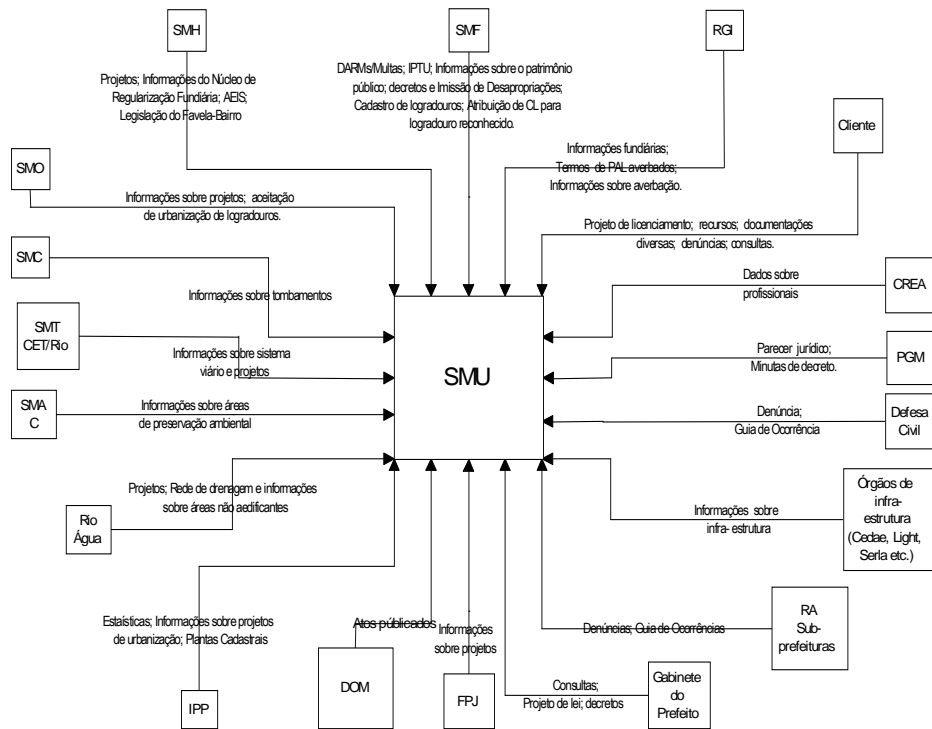 SMH
SMF
RGI
Projetos; Informações do Núcleo de
Regularização Fundiária; AEIS;
Legislação do Favela-Bairro
DARMs/Multas; IPTU; Informações sobre o patrimônio
público; decretos e Imissão de Desapropriações;
Cadastro de logradouros; Atribuição de CL para
logradouro reconhecido.
Cliente
Informações fundiárias;
Termos de PAL averbados;
Informações sobre averbação.
SMO
Informações sobre projetos; aceitação
de urbanização de logradouros.
Projeto de licenciamento; recursos; documentações
diversas; denúncias; consultas.
SMC
Informações sobre tombamentos
Dados sobre
profissionais
CREA
SMT
CET/Rio
Informações sobre sistema
viário e projetos
SMU
Parecer jurídico;
Minutas de decreto.
PGM
SMA
C
Informações sobre áreas
de preservação ambiental
Denúncia;
Guia de Ocorrência
Defesa
Civil
Rio
Água
Projetos; Rede de drenagem e informações
sobre áreas não aedificantes
Informações sobre
infra- estrutura
Órgãos de
infra-
estrutura
(Cedae, Light,
Serla etc.)
Estaísticas; Informações sobre projetos
de urbanização; Plantas Cadastrais
Atos públicados
Informações
sobre projetos
Denúncias; Guia de Ocorrências
RA
Sub-
prefeituras
IPP
DOM
FPJ
Consultas;
Projeto de lei; decretos
Gabinete
do
Prefeito